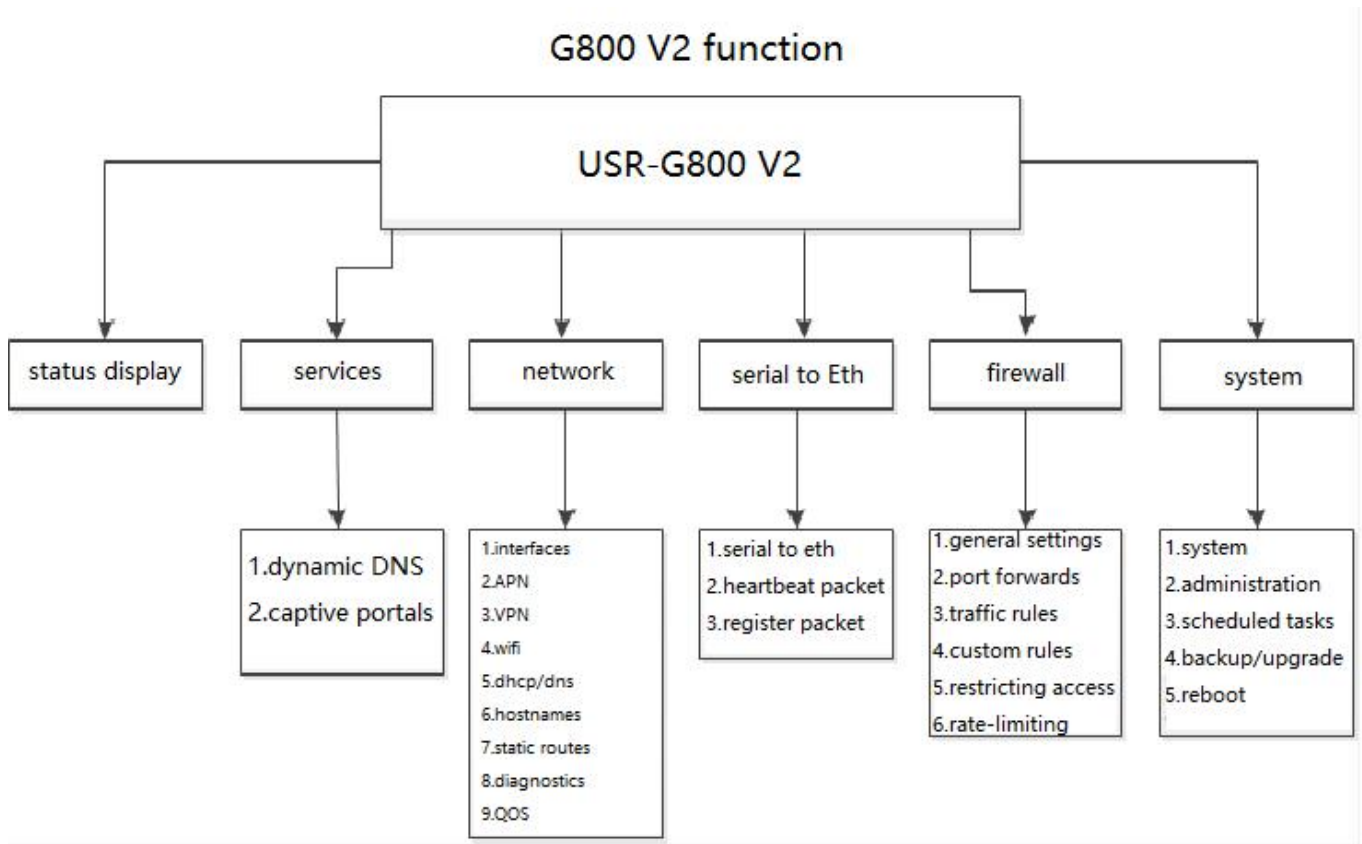 G800 V2 function
USR-G800 V2
status display
services
network
serial to Eth
firewall
system
1.dynamic DNS
2.captive portals
1.interfaces
2.APN
3.VPN
4.wifi
5.dhcp/dns
6.hostnames
7.static routes
8.diagnostics
9.QOS
1.serial to eth
2.heartbeat packet
3.register packet
1.general settings
2.port forwards
3.traffic rules
4.custom rules
5.restricting access
6.rate-limiting
1.system
2.administration
3.scheduled tasks
4.backup/upgrade
5.reboot